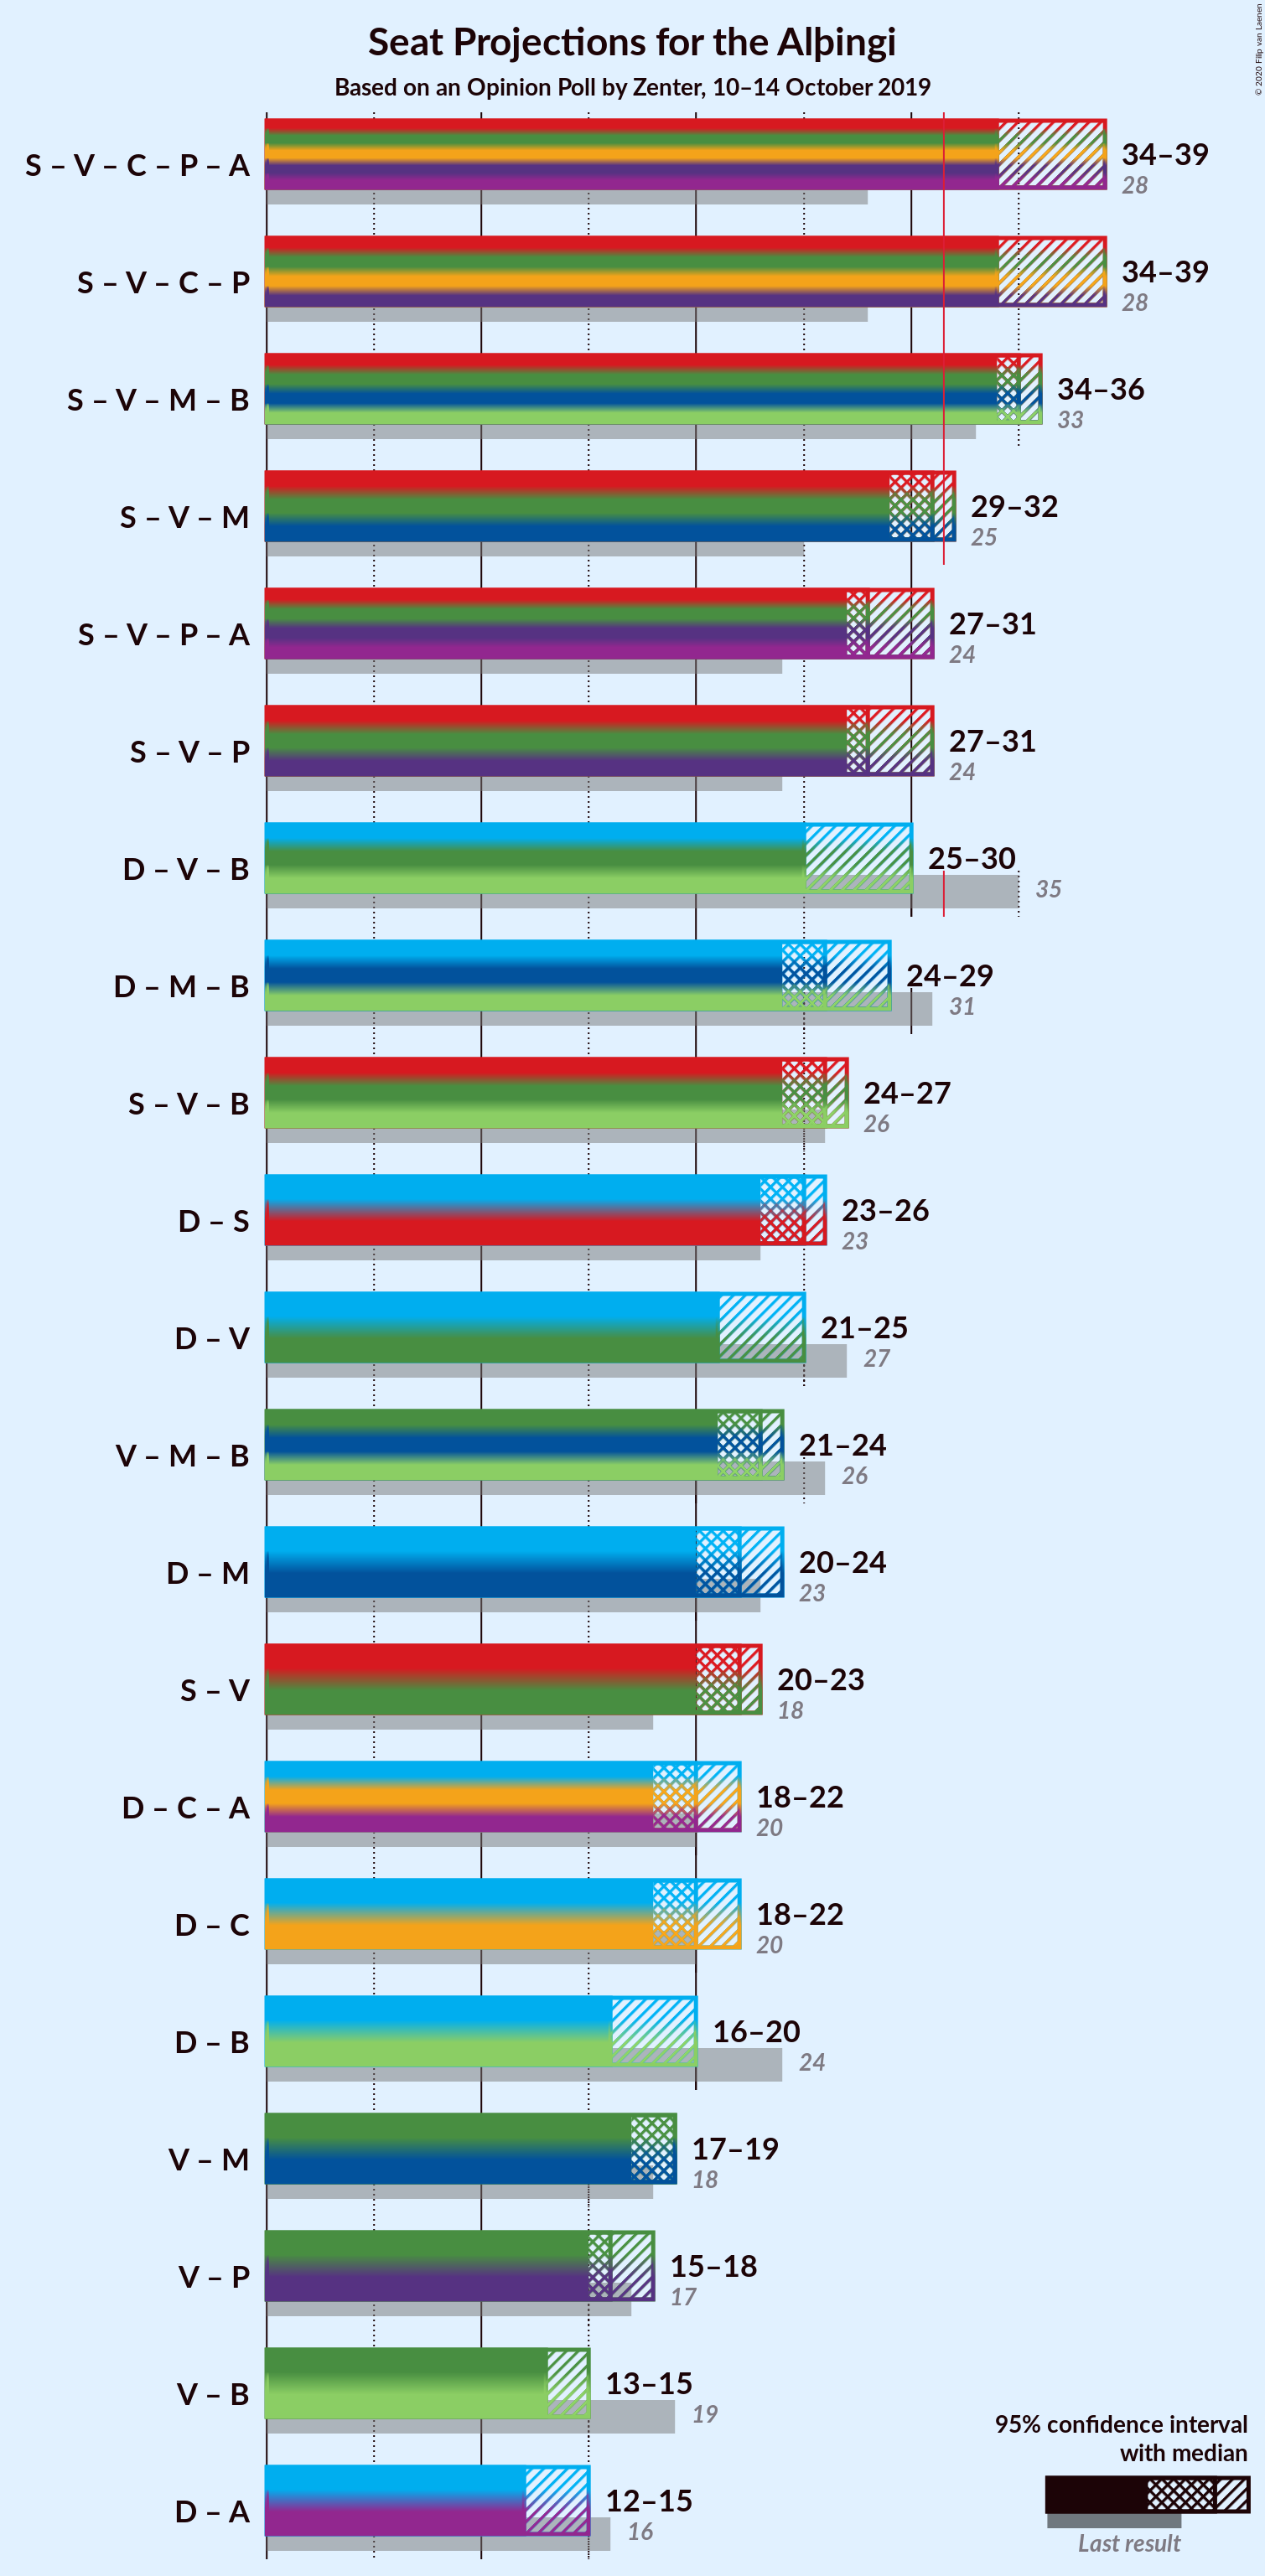 Seat Projections for the Alþingi
Based on an Opinion Poll by Zenter, 10–14 October 2019
© 2020 Filip van Laenen
S – V – C – P – A
34–39
28
S – V – C – P
34–39
28
S – V – M – B
34–36
33
S – V – M
29–32
25
S – V – P – A
27–31
24
S – V – P
27–31
24
D – V – B
25–30
35
D – M – B
24–29
31
S – V – B
24–27
26
D – S
23–26
23
D – V
21–25
27
V – M – B
21–24
26
D – M
20–24
23
S – V
20–23
18
D – C – A
18–22
20
D – C
18–22
20
D – B
16–20
24
V – M
17–19
18
V – P
15–18
17
V – B
13–15
19
D – A
12–15
16
95% confidence interval
with median
Last result